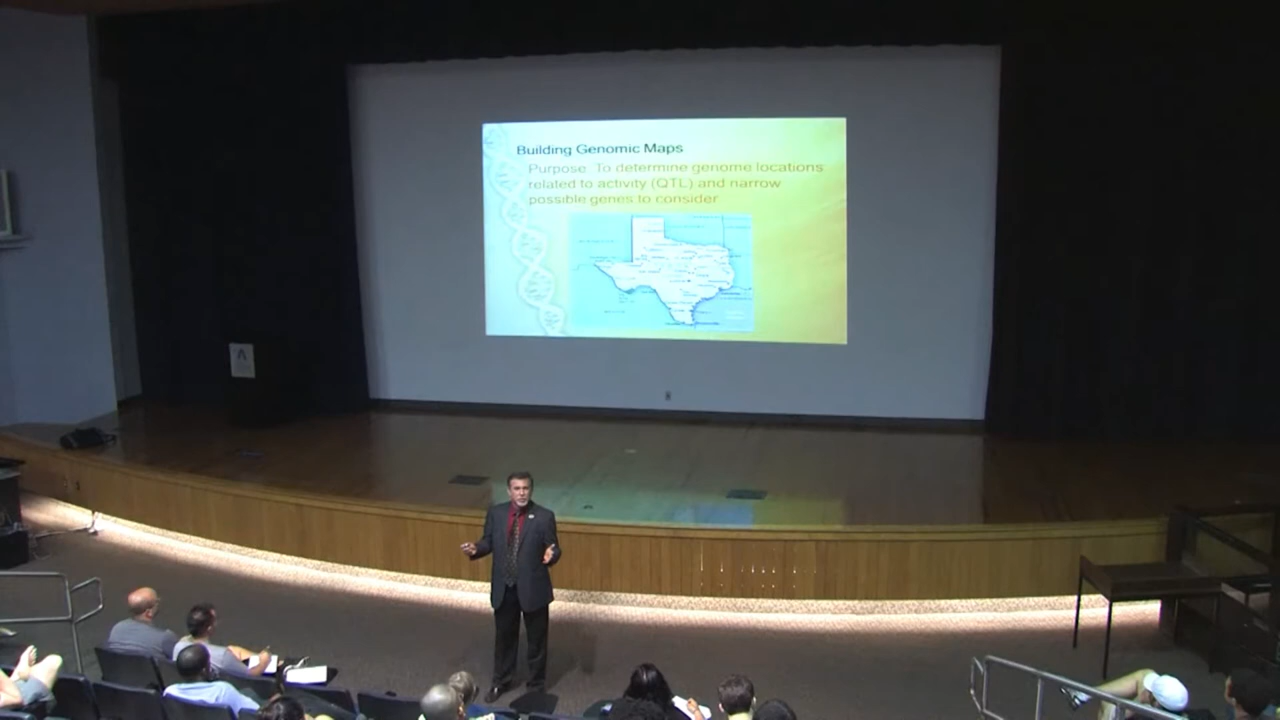 Building Genomic Maps
Purpose: To determine genome locations
related to activity (QTL) and narrow
possible genes to consider